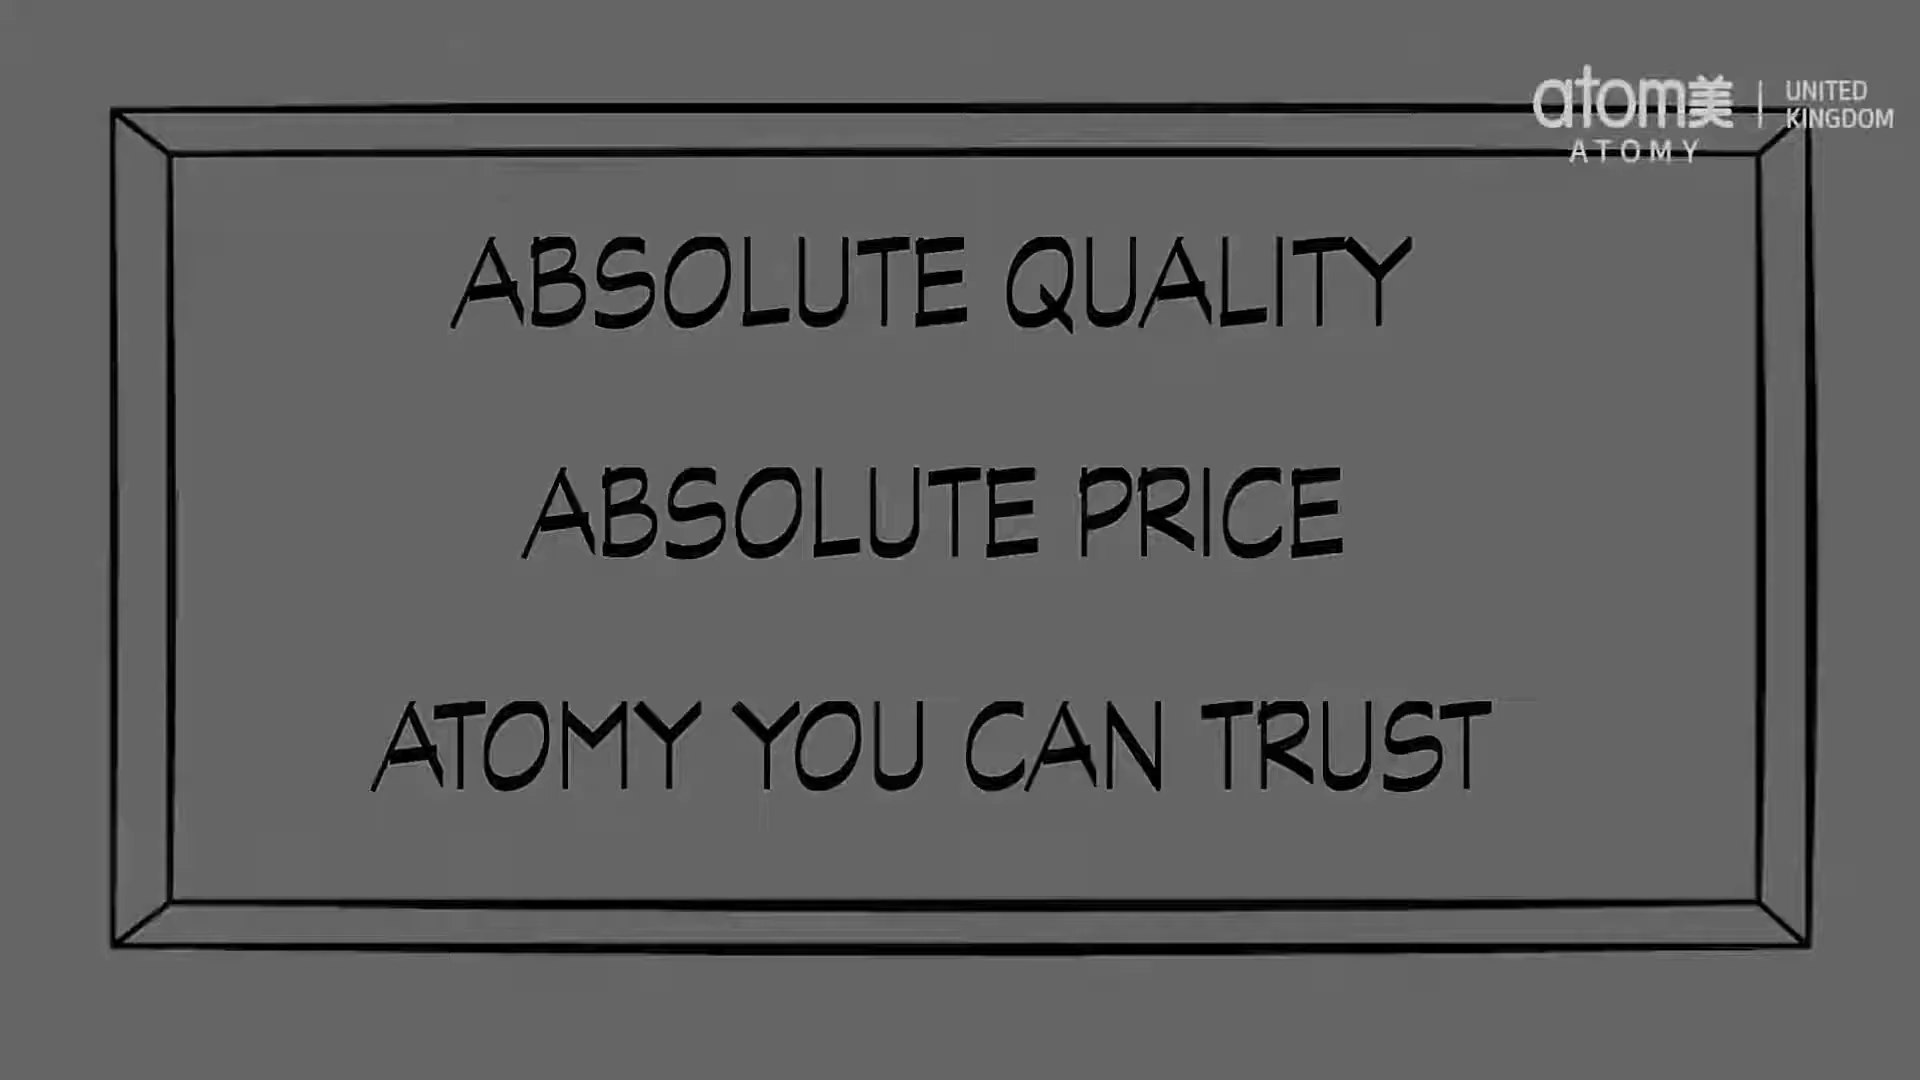 atom美 | UNITED KINGDOM
ATOMY
ABSOLUTE QUALITY
ABSOLUTE PRICE
ATOMY YOU CAN TRUST